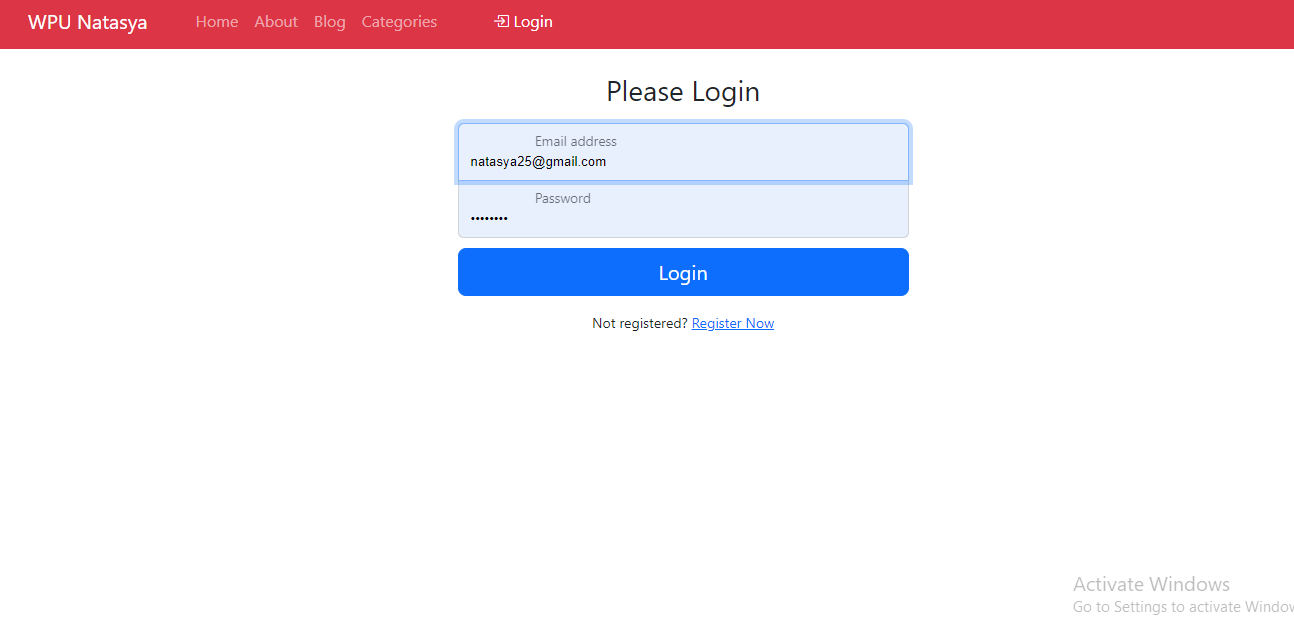 WPU Natasya Home About Blog Categories Login
Please Login
Email address
natasya25@gmail.com
Password
••••••••
Login
Not registered? Register Now
Activate Windows
Go to Settings to activate Window